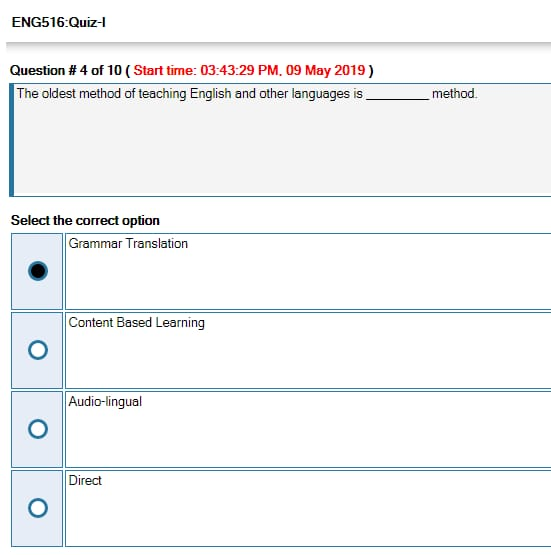 ENG516:Quiz-I
Question # 4 of 10 ( Start time: 03:43:29 PM, 09 May 2019 )
The oldest method of teaching English and other languages is _________ method.
Select the correct option
Grammar Translation
Content Based Learning
Audio-lingual
Direct